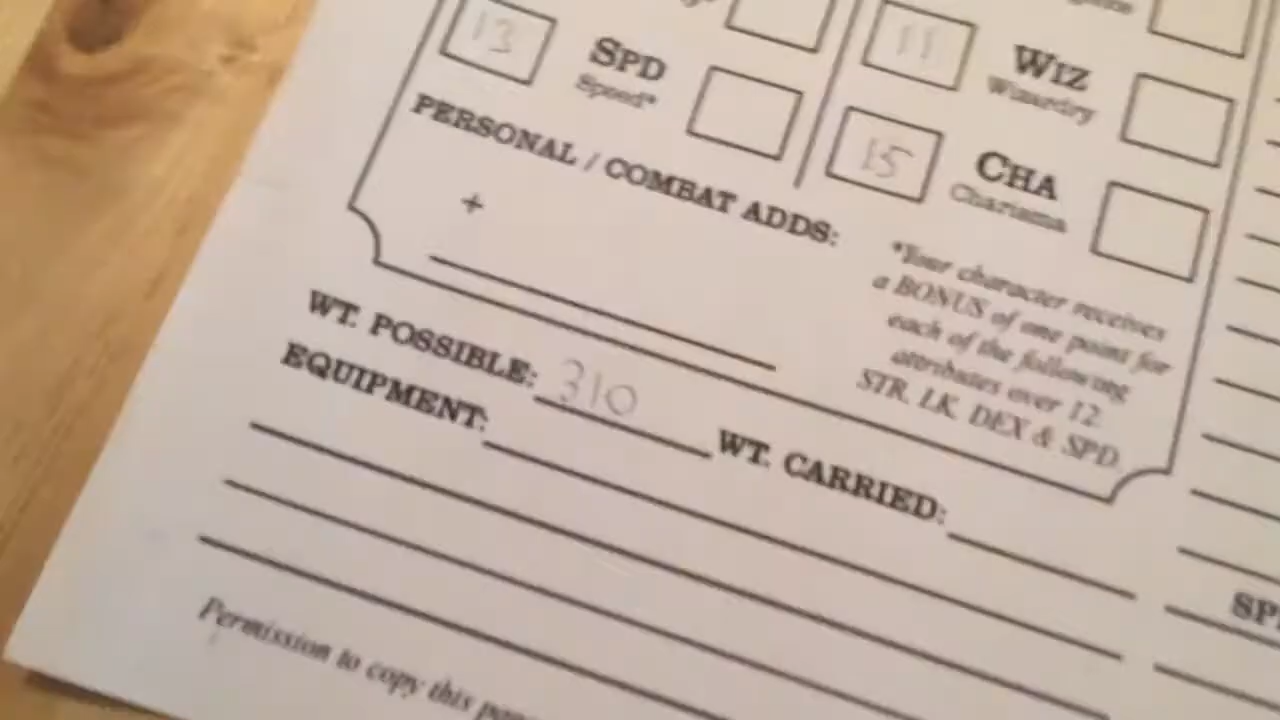 13 SPD
Speed*
11 WIZ
Wizardry
15 CHA
Charisma
PERSONAL / COMBAT ADDS:
+
*Your character receives
a BONUS of one point for
each of the following
attributes over 12:
STR, LK, DEX & SPD.
WT. POSSIBLE: 310 WT. CARRIED:
EQUIPMENT:
Permission to copy this